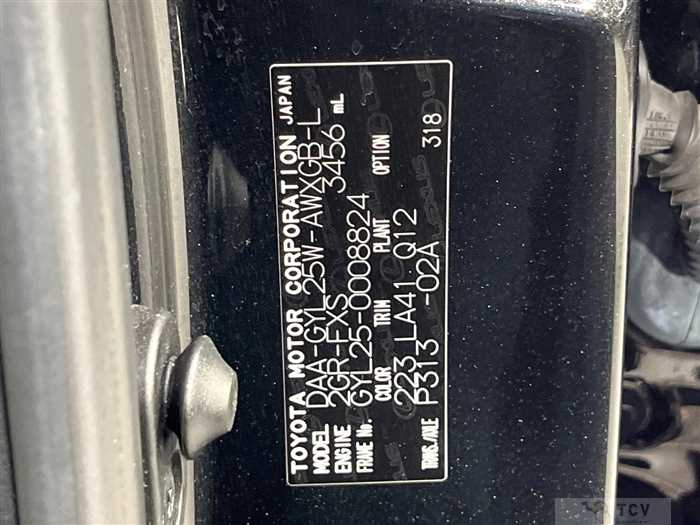 TOYOTA MOTOR CORPORATION JAPAN
MODEL DAA-GYL25W-AWXGB-L
ENGINE 2GR-FXS 3456 mL
FRAME No. GYL25-0008824
COLOR TRIM PLANT OPTION
223 LA41 Q12 318
TRNS./AXLE P313 -02A
TCV